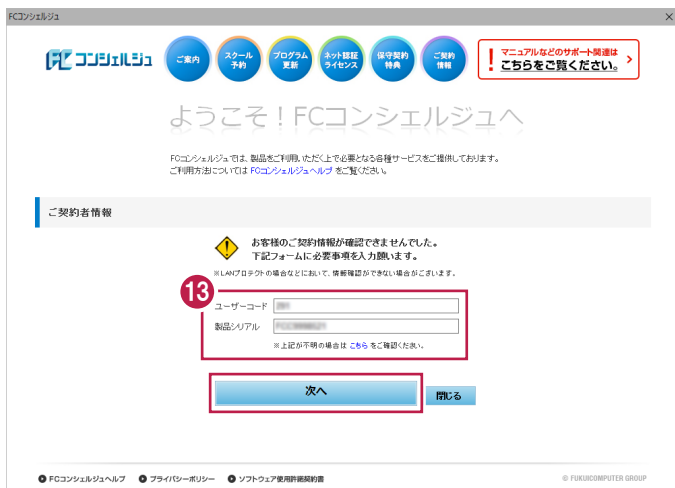 FCコンシェルジュ
×
FC コンシェルジュ
ご案内
スクール
予約
プログラム
更新
ネット認証
ライセンス
保守契約
特典
ご契約
情報
! マニュアルなどのサポート関連は
こちらをご覧ください。 >
ようこそ！FCコンシェルジュへ
FCコンシェルジュでは、製品をご利用いただく上で必要となる各種サービスをご提供しております。
ご利用方法については FCコンシェルジュヘルプ をご覧ください。
ご契約者情報
お客様のご契約情報が確認できませんでした。
下記フォームに必要事項を入力願います。
※LANプロテクトの場合などにおいて、情報確認ができない場合がございます。
13
ユーザーコード
製品シリアル
※上記が不明の場合は こちら をご確認ください。
次へ
閉じる
FCコンシェルジュヘルプ プライバシーポリシー ソフトウェア使用許諾契約書
© FUKUICOMPUTER GROUP